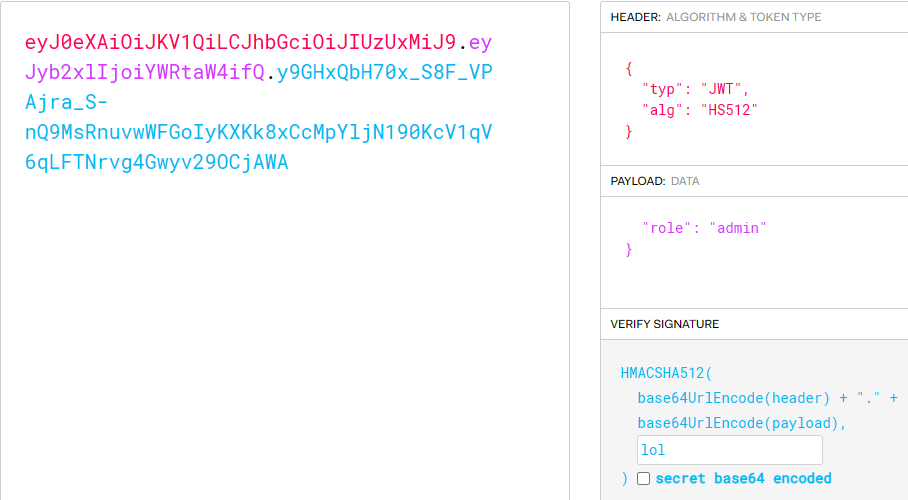 eyJ0eXAiOiJKV1QiLCJhbGciOiJIUzUxMiJ9.ey
Jyb2xlIjoiYWRtaW4ifQ.y9GHxQbH70x_S8F_VP
Ajra_S-
nQ9MsRnuvwWFGoIyKXKk8xCcMpYljN190KcV1qV
6qLFTNrvg4Gwyv29OCjAWA
HEADER: ALGORITHM & TOKEN TYPE
{
"typ": "JWT",
"alg": "HS512"
}
PAYLOAD: DATA
"role": "admin"
}
VERIFY SIGNATURE
HMACSHA512(
base64UrlEncode(header) + "." +
base64UrlEncode(payload),
lol
) secret base64 encoded